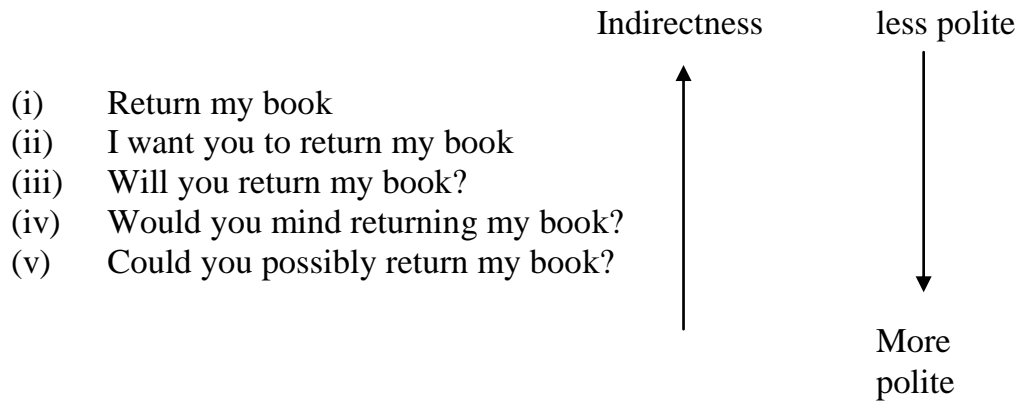 Indirectness less polite
(i) Return my book
(ii) I want you to return my book
(iii) Will you return my book?
(iv) Would you mind returning my book?
(v) Could you possibly return my book?
More
polite